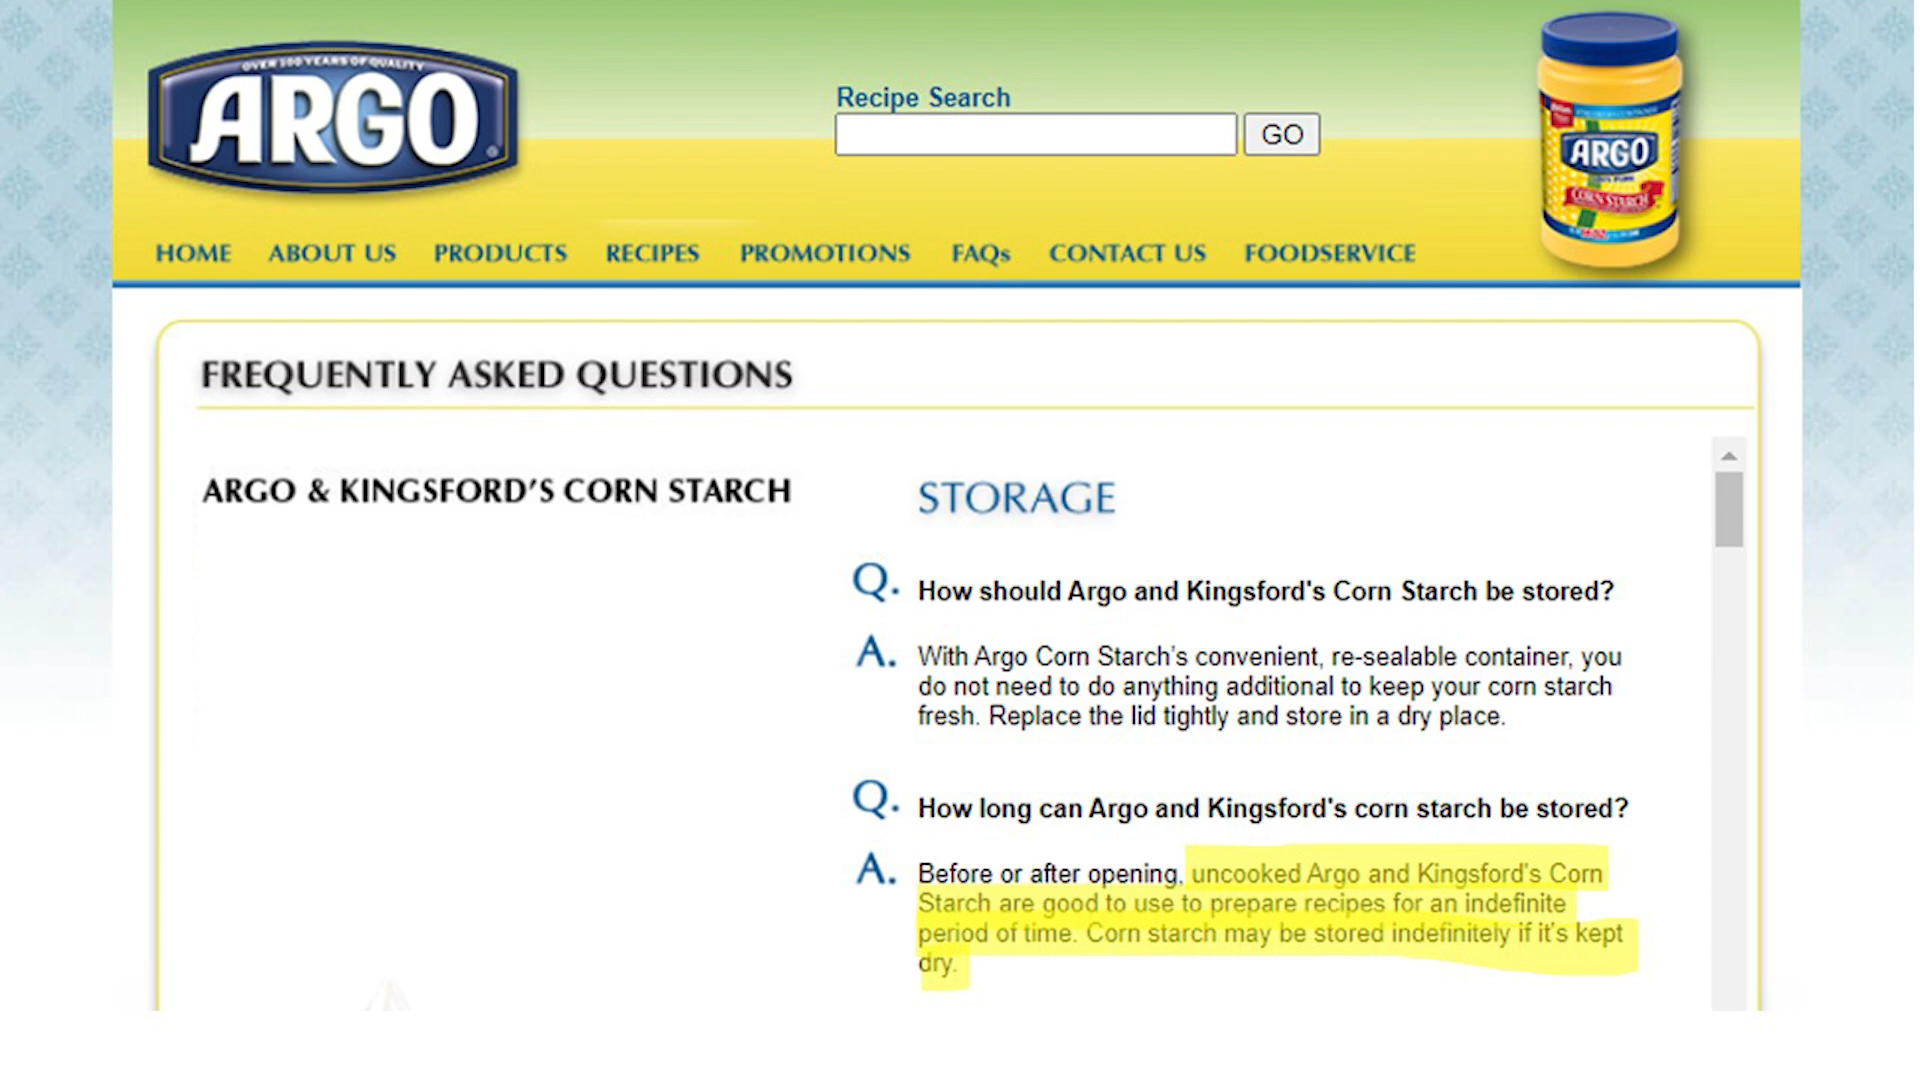 OVER 100 YEARS OF QUALITY
ARGO
Recipe Search
GO
ARGO
CORN STARCH
HOME ABOUT US PRODUCTS RECIPES PROMOTIONS FAQs CONTACT US FOODSERVICE
FREQUENTLY ASKED QUESTIONS
ARGO & KINGSFORD'S CORN STARCH
STORAGE
Q. How should Argo and Kingsford's Corn Starch be stored?
A. With Argo Corn Starch's convenient, re-sealable container, you
do not need to do anything additional to keep your corn starch
fresh. Replace the lid tightly and store in a dry place.
Q. How long can Argo and Kingsford's corn starch be stored?
A. Before or after opening, uncooked Argo and Kingsford's Corn
Starch are good to use to prepare recipes for an indefinite
period of time. Corn starch may be stored indefinitely if it's kept
dry.